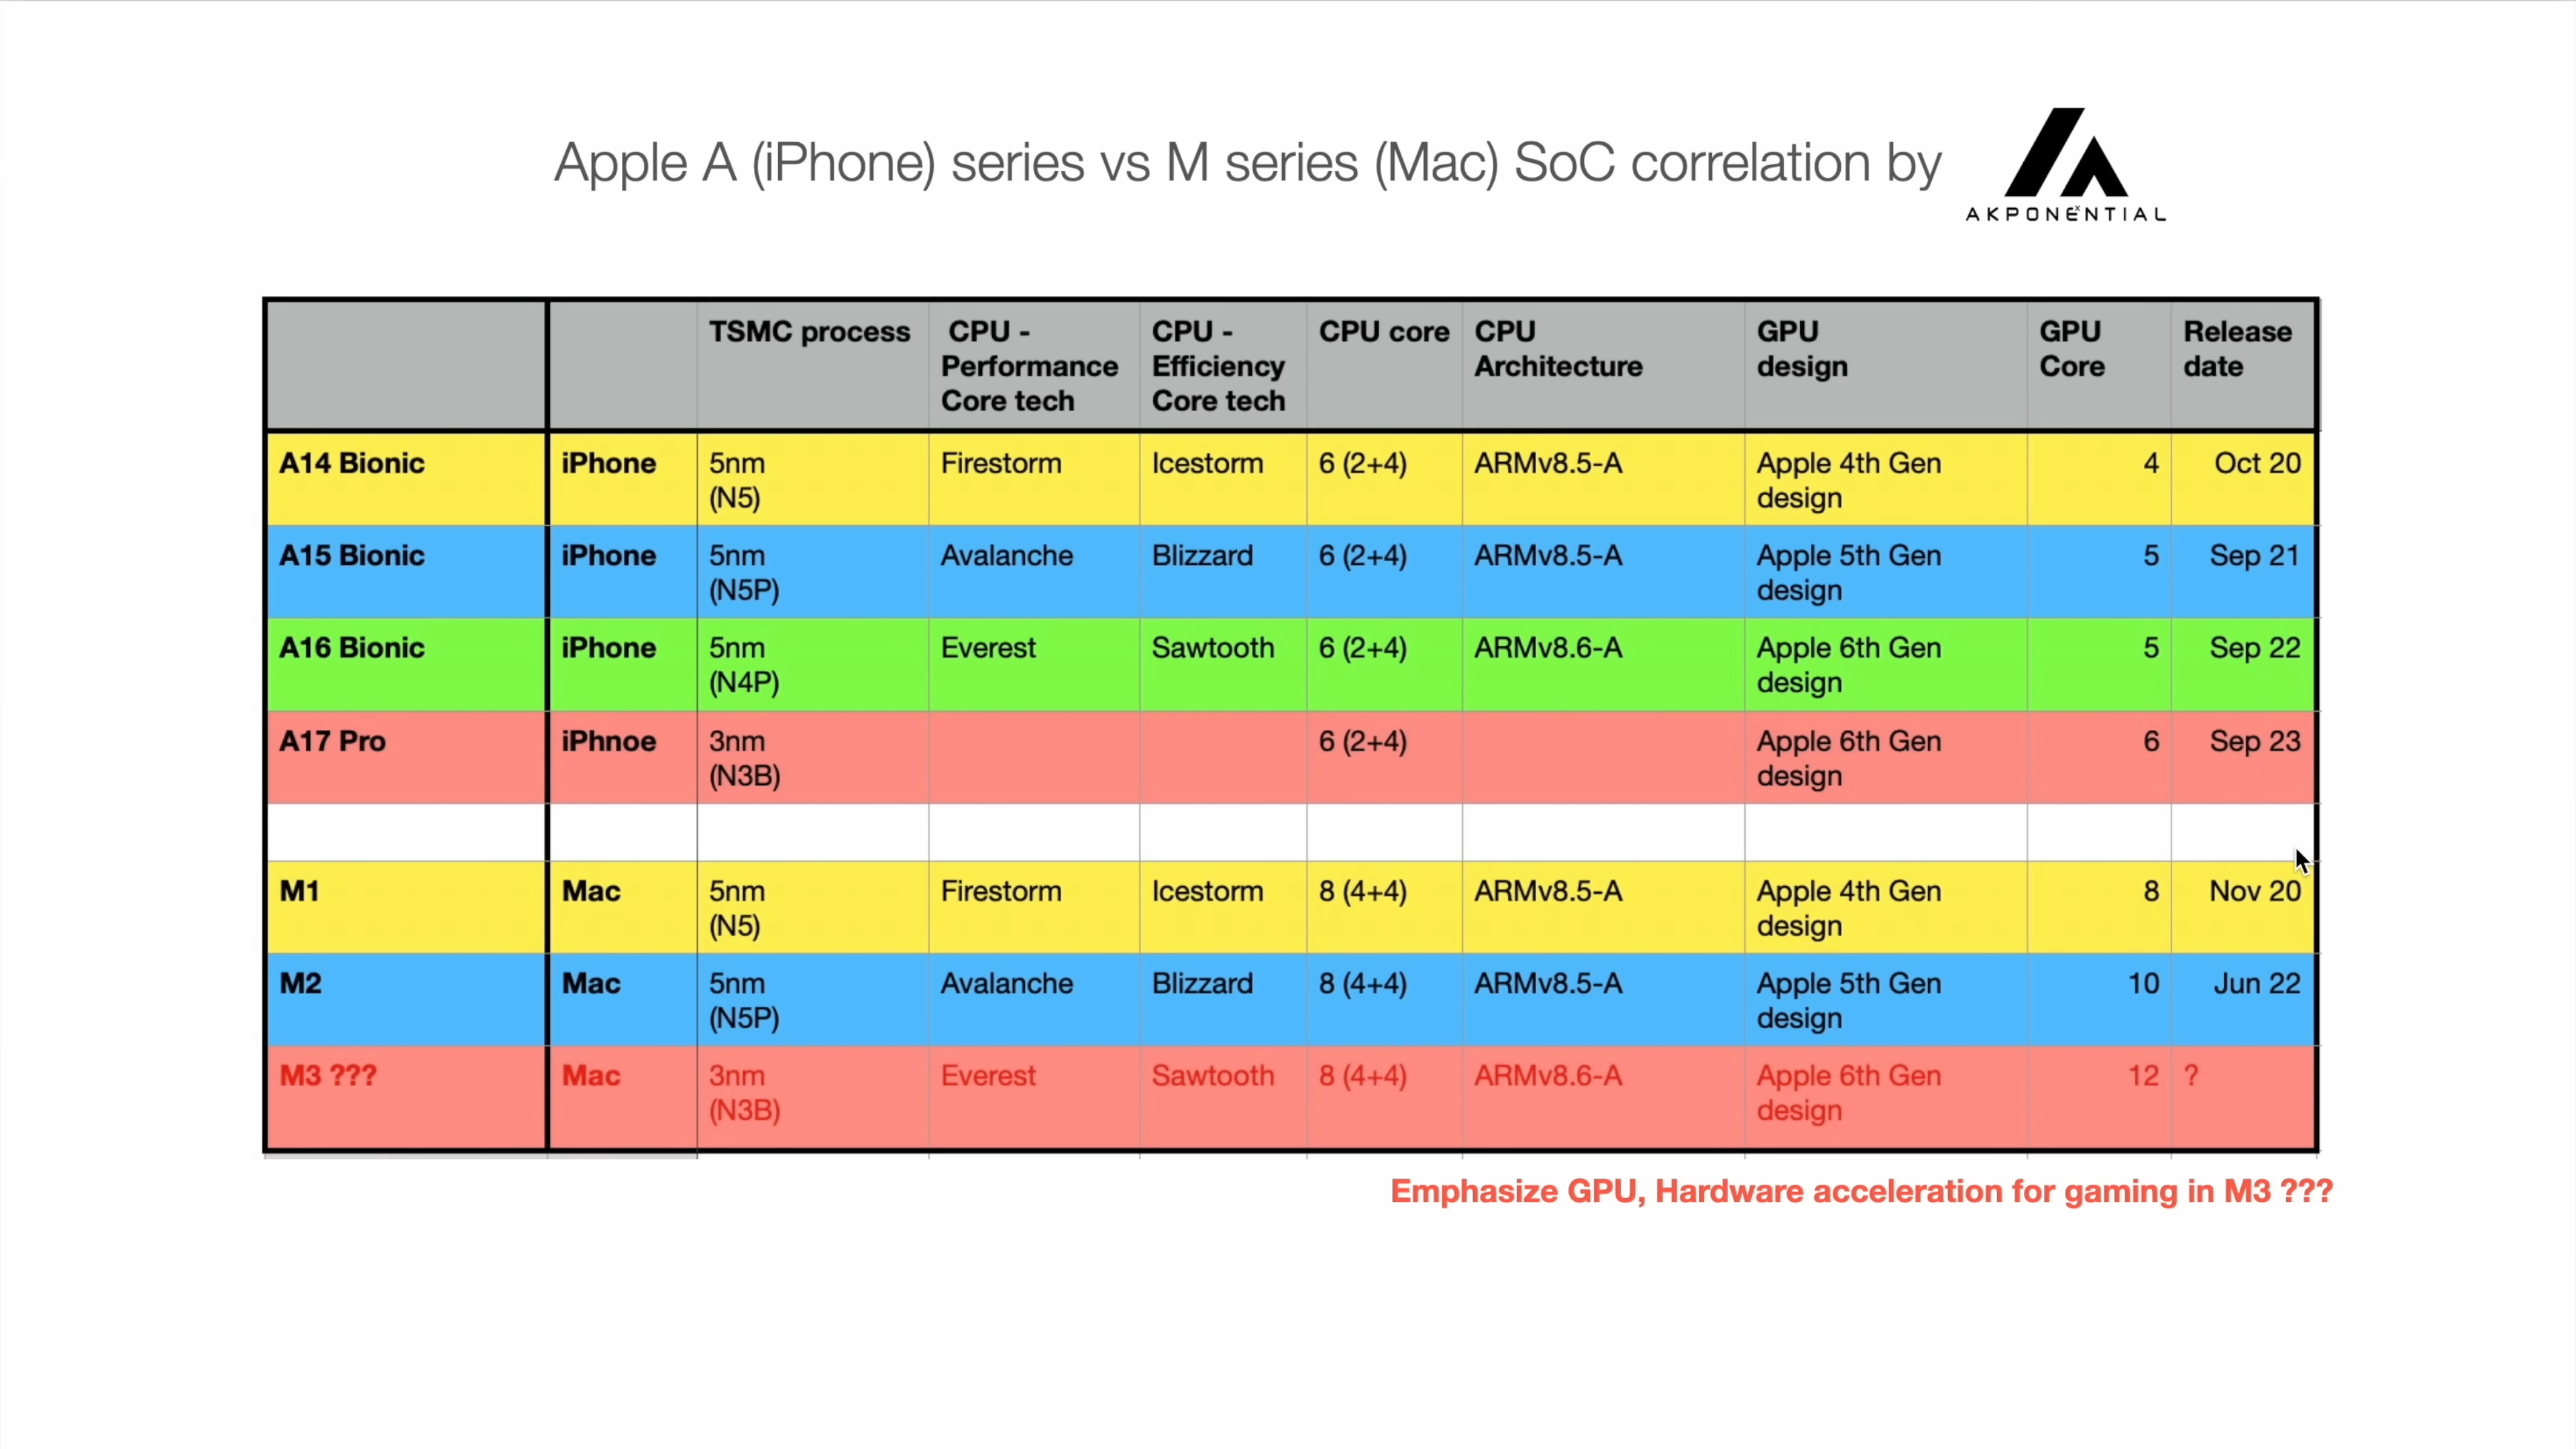 Apple A (iPhone) series vs M series (Mac) SoC correlation by
AKPONExNTIAL
TSMC process CPU - Performance Core tech CPU - Efficiency Core tech CPU core CPU Architecture GPU design GPU Core Release date
A14 Bionic iPhone 5nm (N5) Firestorm Icestorm 6 (2+4) ARMv8.5-A Apple 4th Gen design 4 Oct 20
A15 Bionic iPhone 5nm (N5P) Avalanche Blizzard 6 (2+4) ARMv8.5-A Apple 5th Gen design 5 Sep 21
A16 Bionic iPhone 5nm (N4P) Everest Sawtooth 6 (2+4) ARMv8.6-A Apple 6th Gen design 5 Sep 22
A17 Pro iPhnoe 3nm (N3B) 6 (2+4) Apple 6th Gen design 6 Sep 23
M1 Mac 5nm (N5) Firestorm Icestorm 8 (4+4) ARMv8.5-A Apple 4th Gen design 8 Nov 20
M2 Mac 5nm (N5P) Avalanche Blizzard 8 (4+4) ARMv8.5-A Apple 5th Gen design 10 Jun 22
M3 ??? Mac 3nm (N3B) Everest Sawtooth 8 (4+4) ARMv8.6-A Apple 6th Gen design 12 ?
Emphasize GPU, Hardware acceleration for gaming in M3 ???